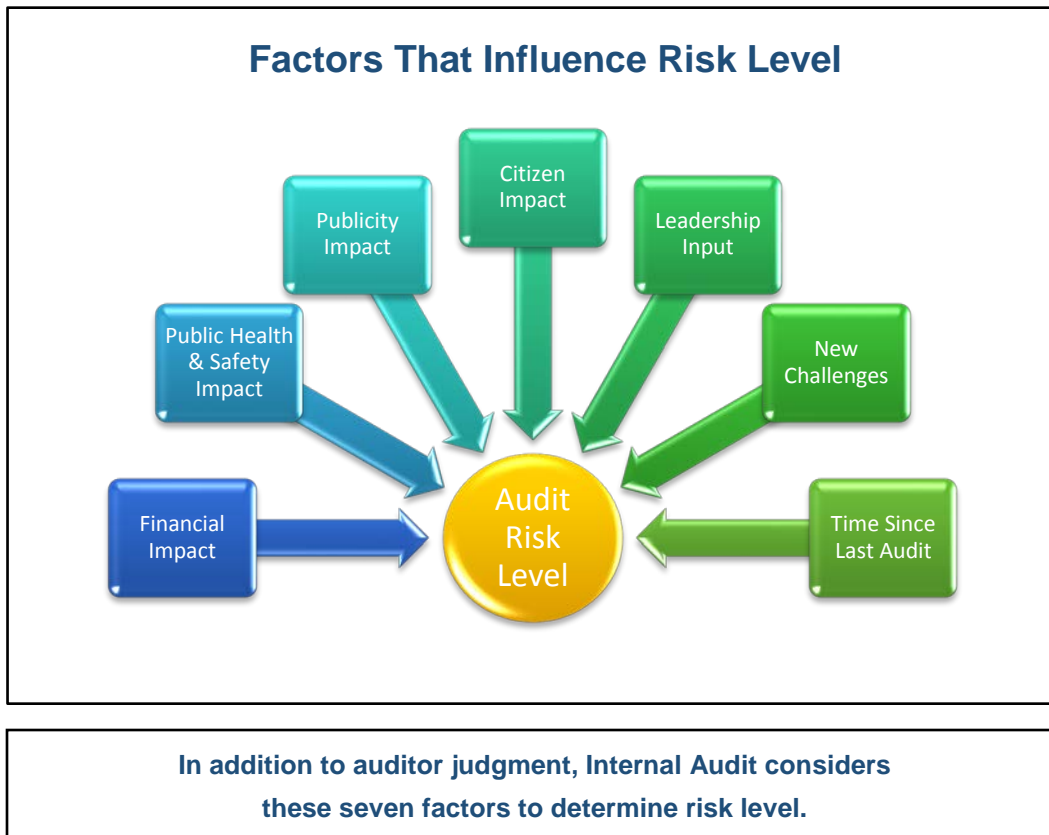 Factors That Influence Risk Level
Citizen
Impact
Publicity
Impact
Leadership
Input
Public Health
& Safety
Impact
New
Challenges
Financial
Impact
Audit
Risk
Level
Time Since
Last Audit
In addition to auditor judgment, Internal Audit considers
these seven factors to determine risk level.